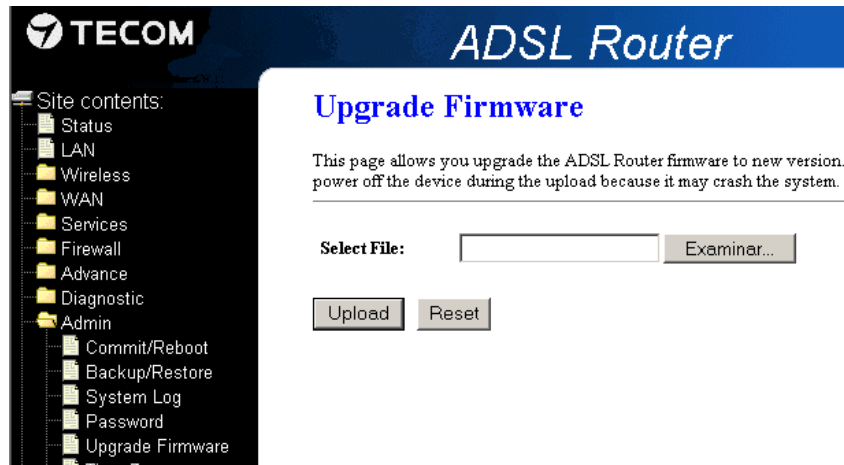 TECOM
ADSL Router
Site contents:
Status
LAN
Wireless
WAN
Services
Firewall
Advance
Diagnostic
Admin
Commit/Reboot
Backup/Restore
System Log
Password
Upgrade Firmware
Upgrade Firmware
This page allows you upgrade the ADSL Router firmware to new version.
power off the device during the upload because it may crash the system.
Select File:
Examinar...
Upload
Reset